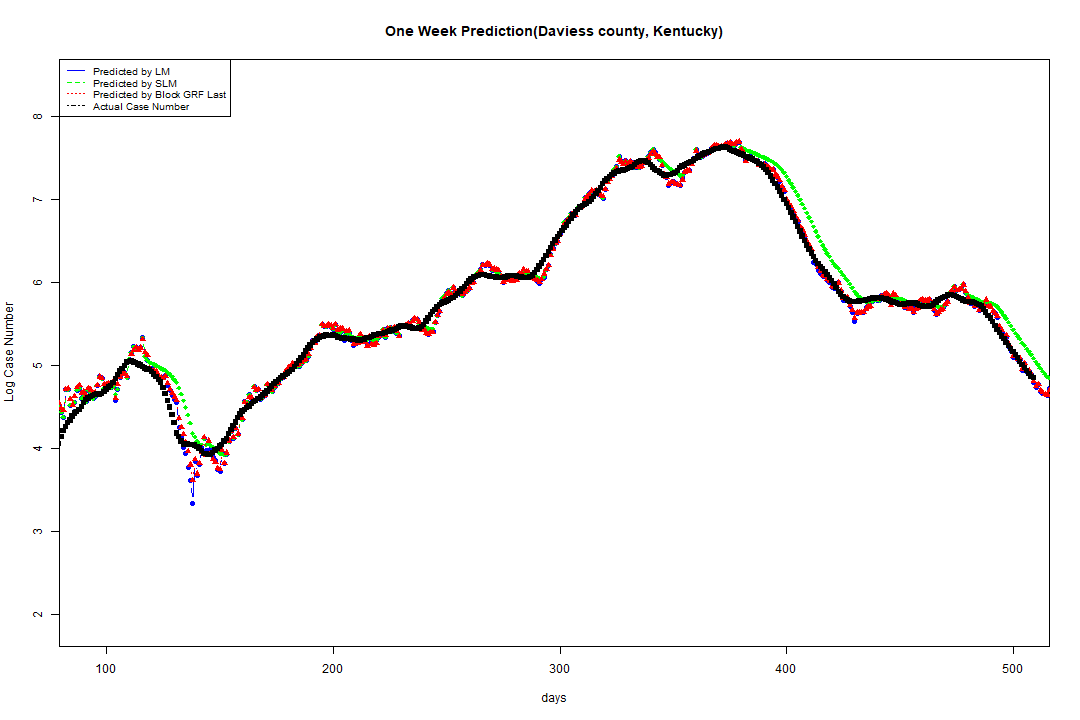 One Week Prediction(Daviess county, Kentucky)
Predicted by LM
Predicted by SLM
Predicted by Block GRF Last
Actual Case Number
8
7
6
5
4
3
2
Log Case Number
100 200 300 400 500
days